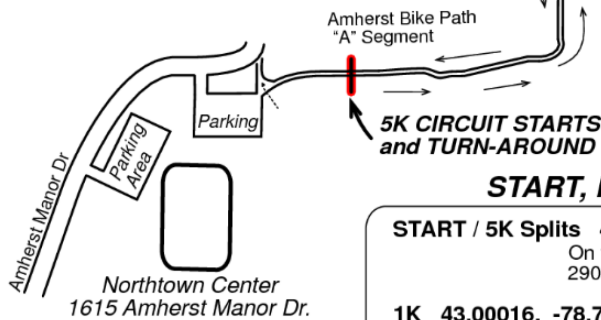 Amherst Bike Path
“A” Segment
5K CIRCUIT STARTS
and TURN-AROUND
Parking
Parking
Area
Amherst Manor Dr
START,
START / 5K Splits
On
290
Northtown Center
1615 Amherst Manor Dr.
1K 43.00016, -78.7